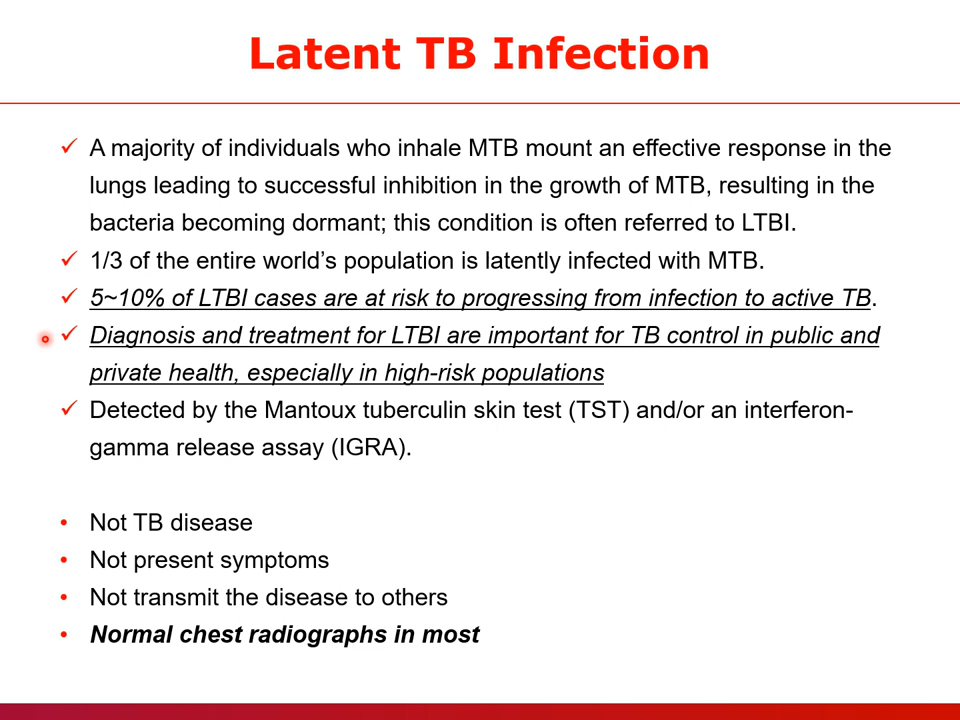 Latent TB Infection
✓ A majority of individuals who inhale MTB mount an effective response in the
lungs leading to successful inhibition in the growth of MTB, resulting in the
bacteria becoming dormant; this condition is often referred to LTBI.
✓ 1/3 of the entire world's population is latently infected with MTB.
✓ 5~10% of LTBI cases are at risk to progressing from infection to active TB.
✓ Diagnosis and treatment for LTBI are important for TB control in public and
private health, especially in high-risk populations
✓ Detected by the Mantoux tuberculin skin test (TST) and/or an interferon-
gamma release assay (IGRA).
• Not TB disease
• Not present symptoms
• Not transmit the disease to others
• Normal chest radiographs in most